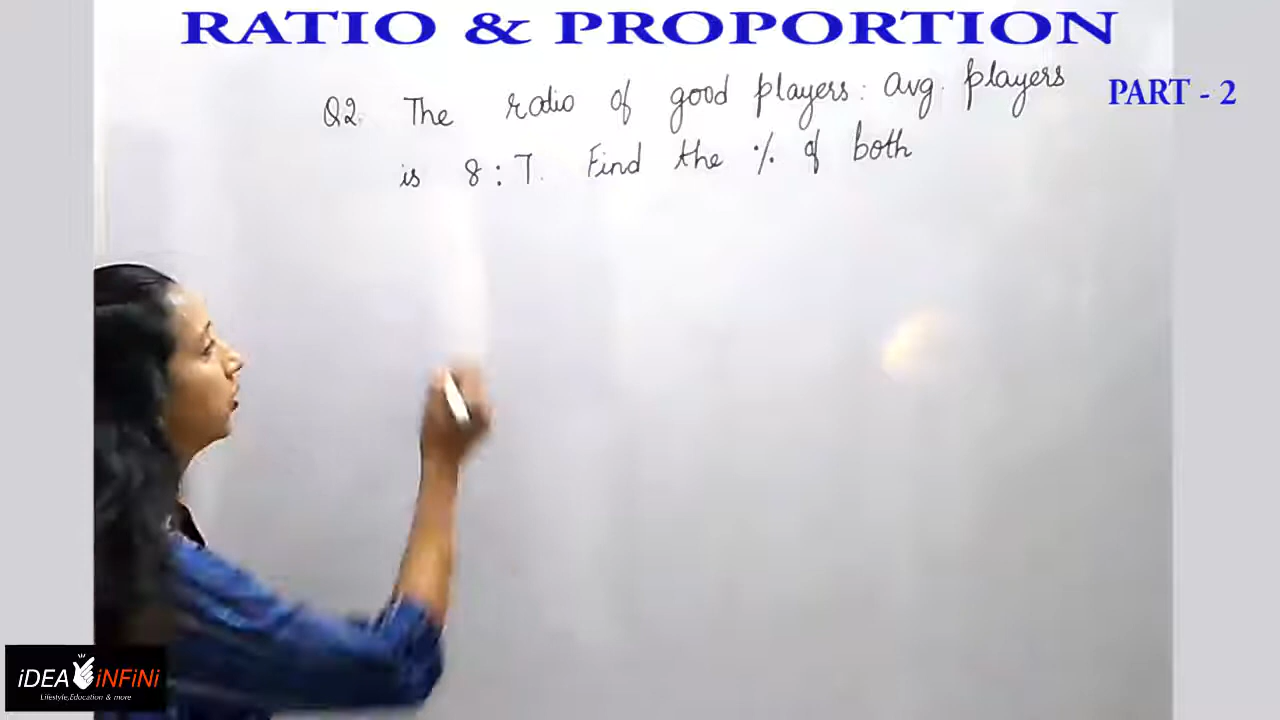 RATIO & PROPORTION
PART - 2
Q2. The ratio of good players : avg. players
is 8 : 7. Find the % of both
iDEA iNFiNi
Lifestyle,Education & more